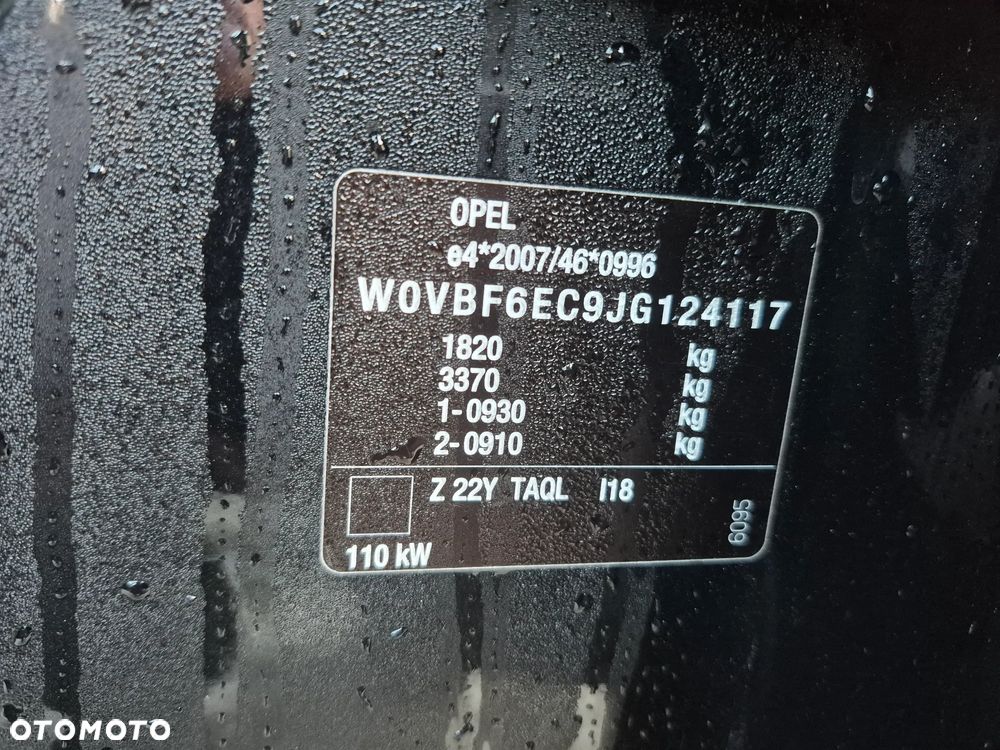 OPEL
e4*2007/46*0996
W0VBF6EC9JG124117
1820 kg
3370 kg
1-0930 kg
2-0910 kg
Z 22Y TAQL I18
6095
110 kW
OTOMOTO